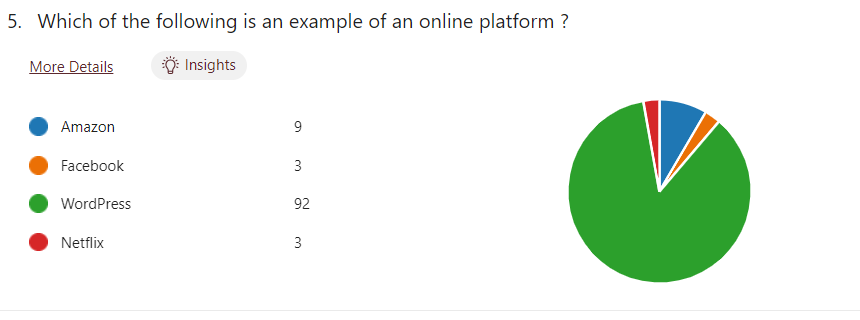 5. Which of the following is an example of an online platform ?
More Details Insights
Amazon 9
Facebook 3
WordPress 92
Netflix 3